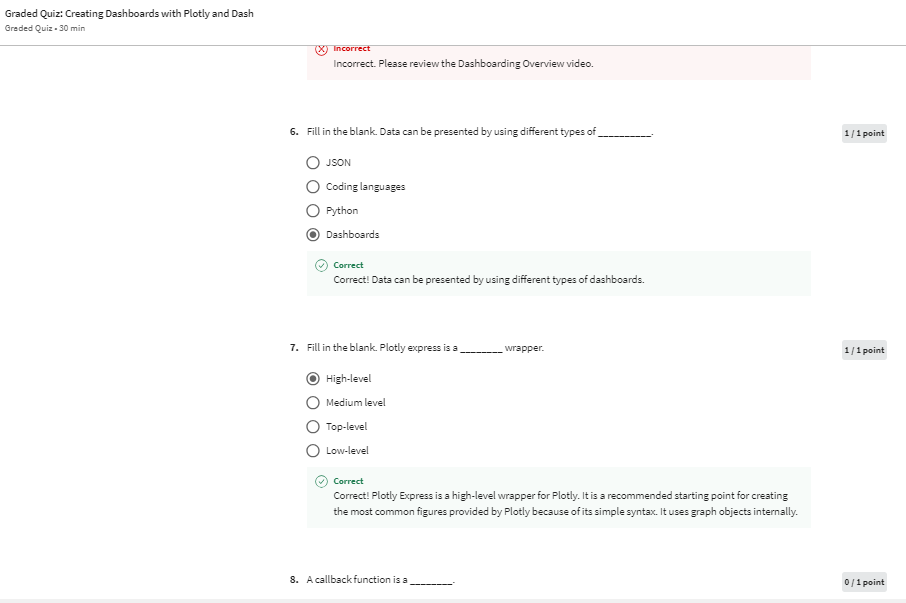 Graded Quiz: Creating Dashboards with Plotly and Dash
Graded Quiz • 30 min
Incorrect
Incorrect. Please review the Dashboarding Overview video.
6. Fill in the blank. Data can be presented by using different types of __________. 1 / 1 point
JSON
Coding languages
Python
Dashboards
Correct
Correct! Data can be presented by using different types of dashboards.
7. Fill in the blank. Plotly express is a ________ wrapper. 1 / 1 point
High-level
Medium level
Top-level
Low-level
Correct
Correct! Plotly Express is a high-level wrapper for Plotly. It is a recommended starting point for creating
the most common figures provided by Plotly because of its simple syntax. It uses graph objects internally.
8. A callback function is a ________. 0 / 1 point